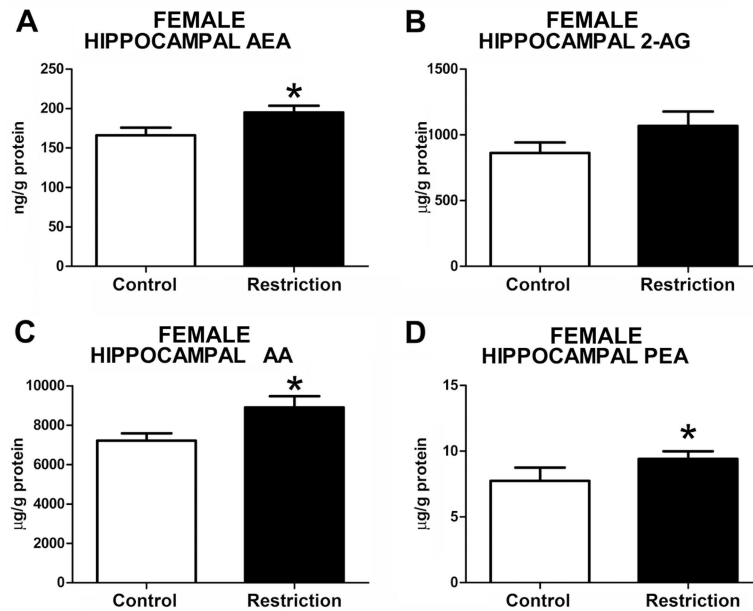 A
FEMALE
HIPPOCAMPAL AEA
250
200
150
100
50
0
ng/g protein
*
Control
Restriction
B
FEMALE
HIPPOCAMPAL 2-AG
1500
1000
500
0
µg/g protein
Control
Restriction
C
FEMALE
HIPPOCAMPAL AA
10000
8000
6000
4000
2000
0
µg/g protein
*
Control
Restriction
D
FEMALE
HIPPOCAMPAL PEA
15
10
5
0
µg/g protein
*
Control
Restriction